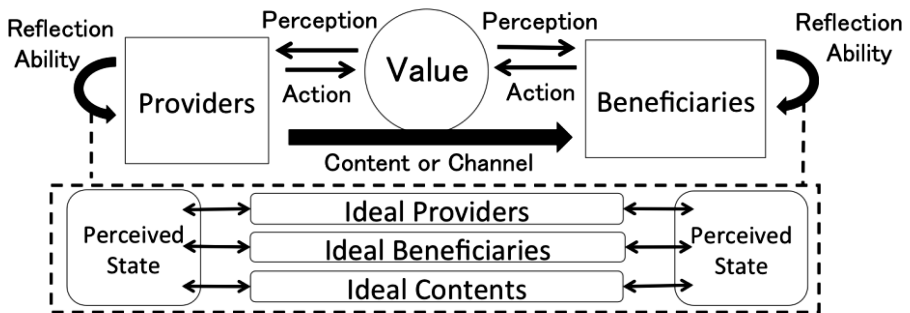 Reflection
Ability
Perception
Perception
Reflection
Ability
Providers
Value
Beneficiaries
Action
Action
Content or Channel
Perceived
State
Ideal Providers
Ideal Beneficiaries
Ideal Contents
Perceived
State